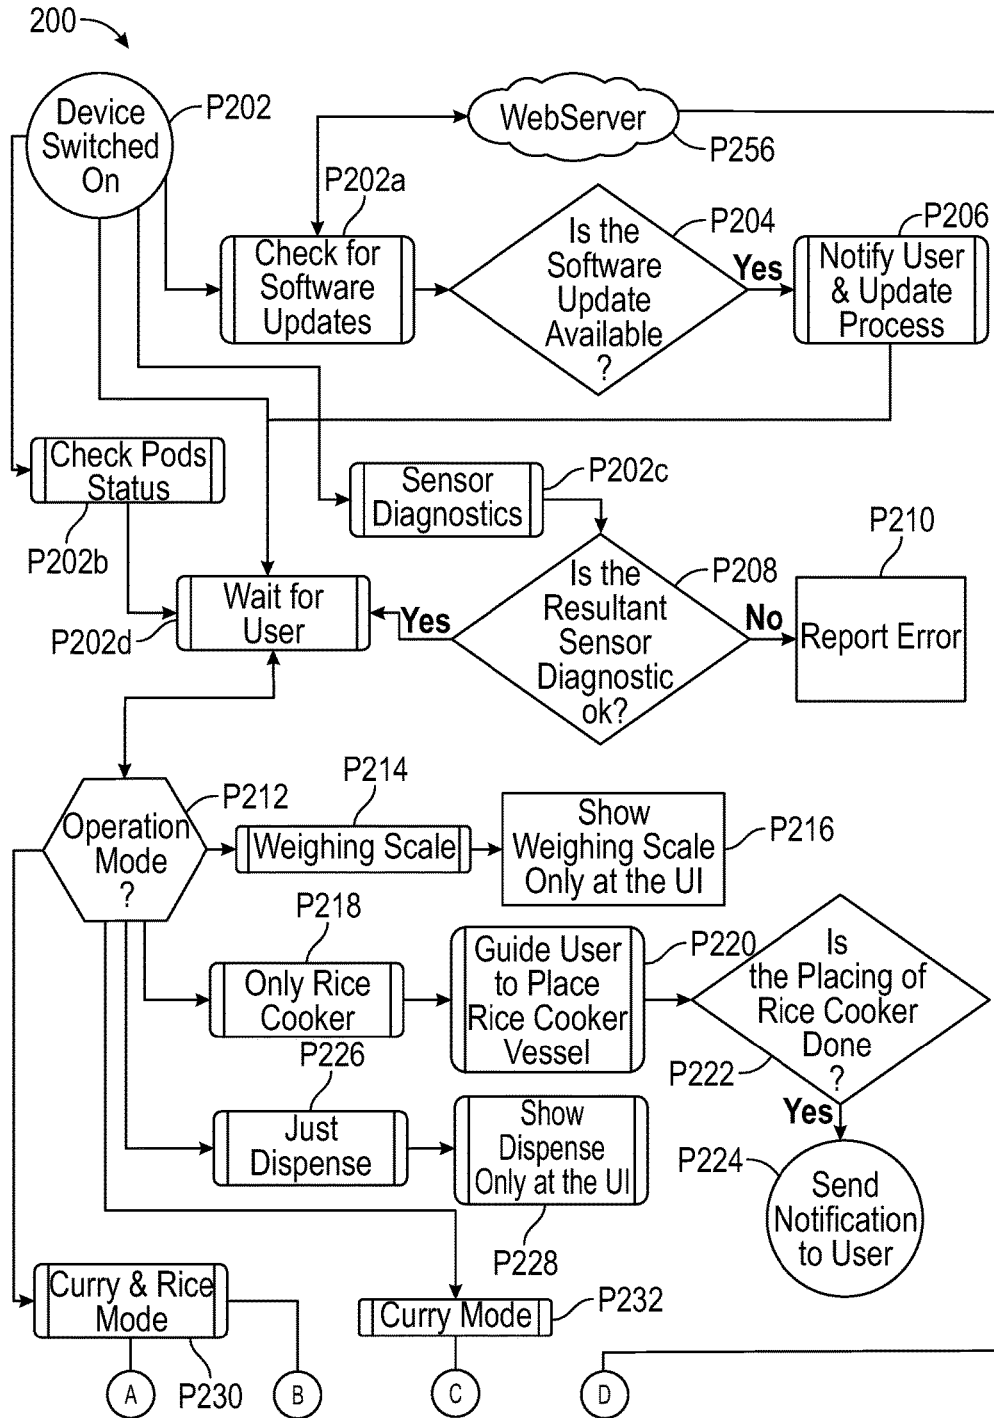 200
Device
Switched
On
P202
WebServer
P256
P202a
Check for
Software
Updates
Is the
Software
Update
Available
?
P204
Yes
P206
Notify User
& Update
Process
Check Pods
Status
P202b
Sensor
Diagnostics
P202c
P202d
Wait for
User
Yes
Is the
Resultant
Sensor
Diagnostic
ok?
P208
No
P210
Report Error
Operation
Mode
?
P212
P214
Weighing Scale
Show
Weighing Scale
Only at the UI
P216
P218
Only Rice
Cooker
Guide User
to Place
Rice Cooker
Vessel
P220
Is
the Placing of
Rice Cooker
Done
?
P222
Yes
P224
Send
Notification
to User
P226
Just
Dispense
Show
Dispense
Only at the UI
P228
Curry & Rice
Mode
P230
Curry Mode
P232
A
B
C
D